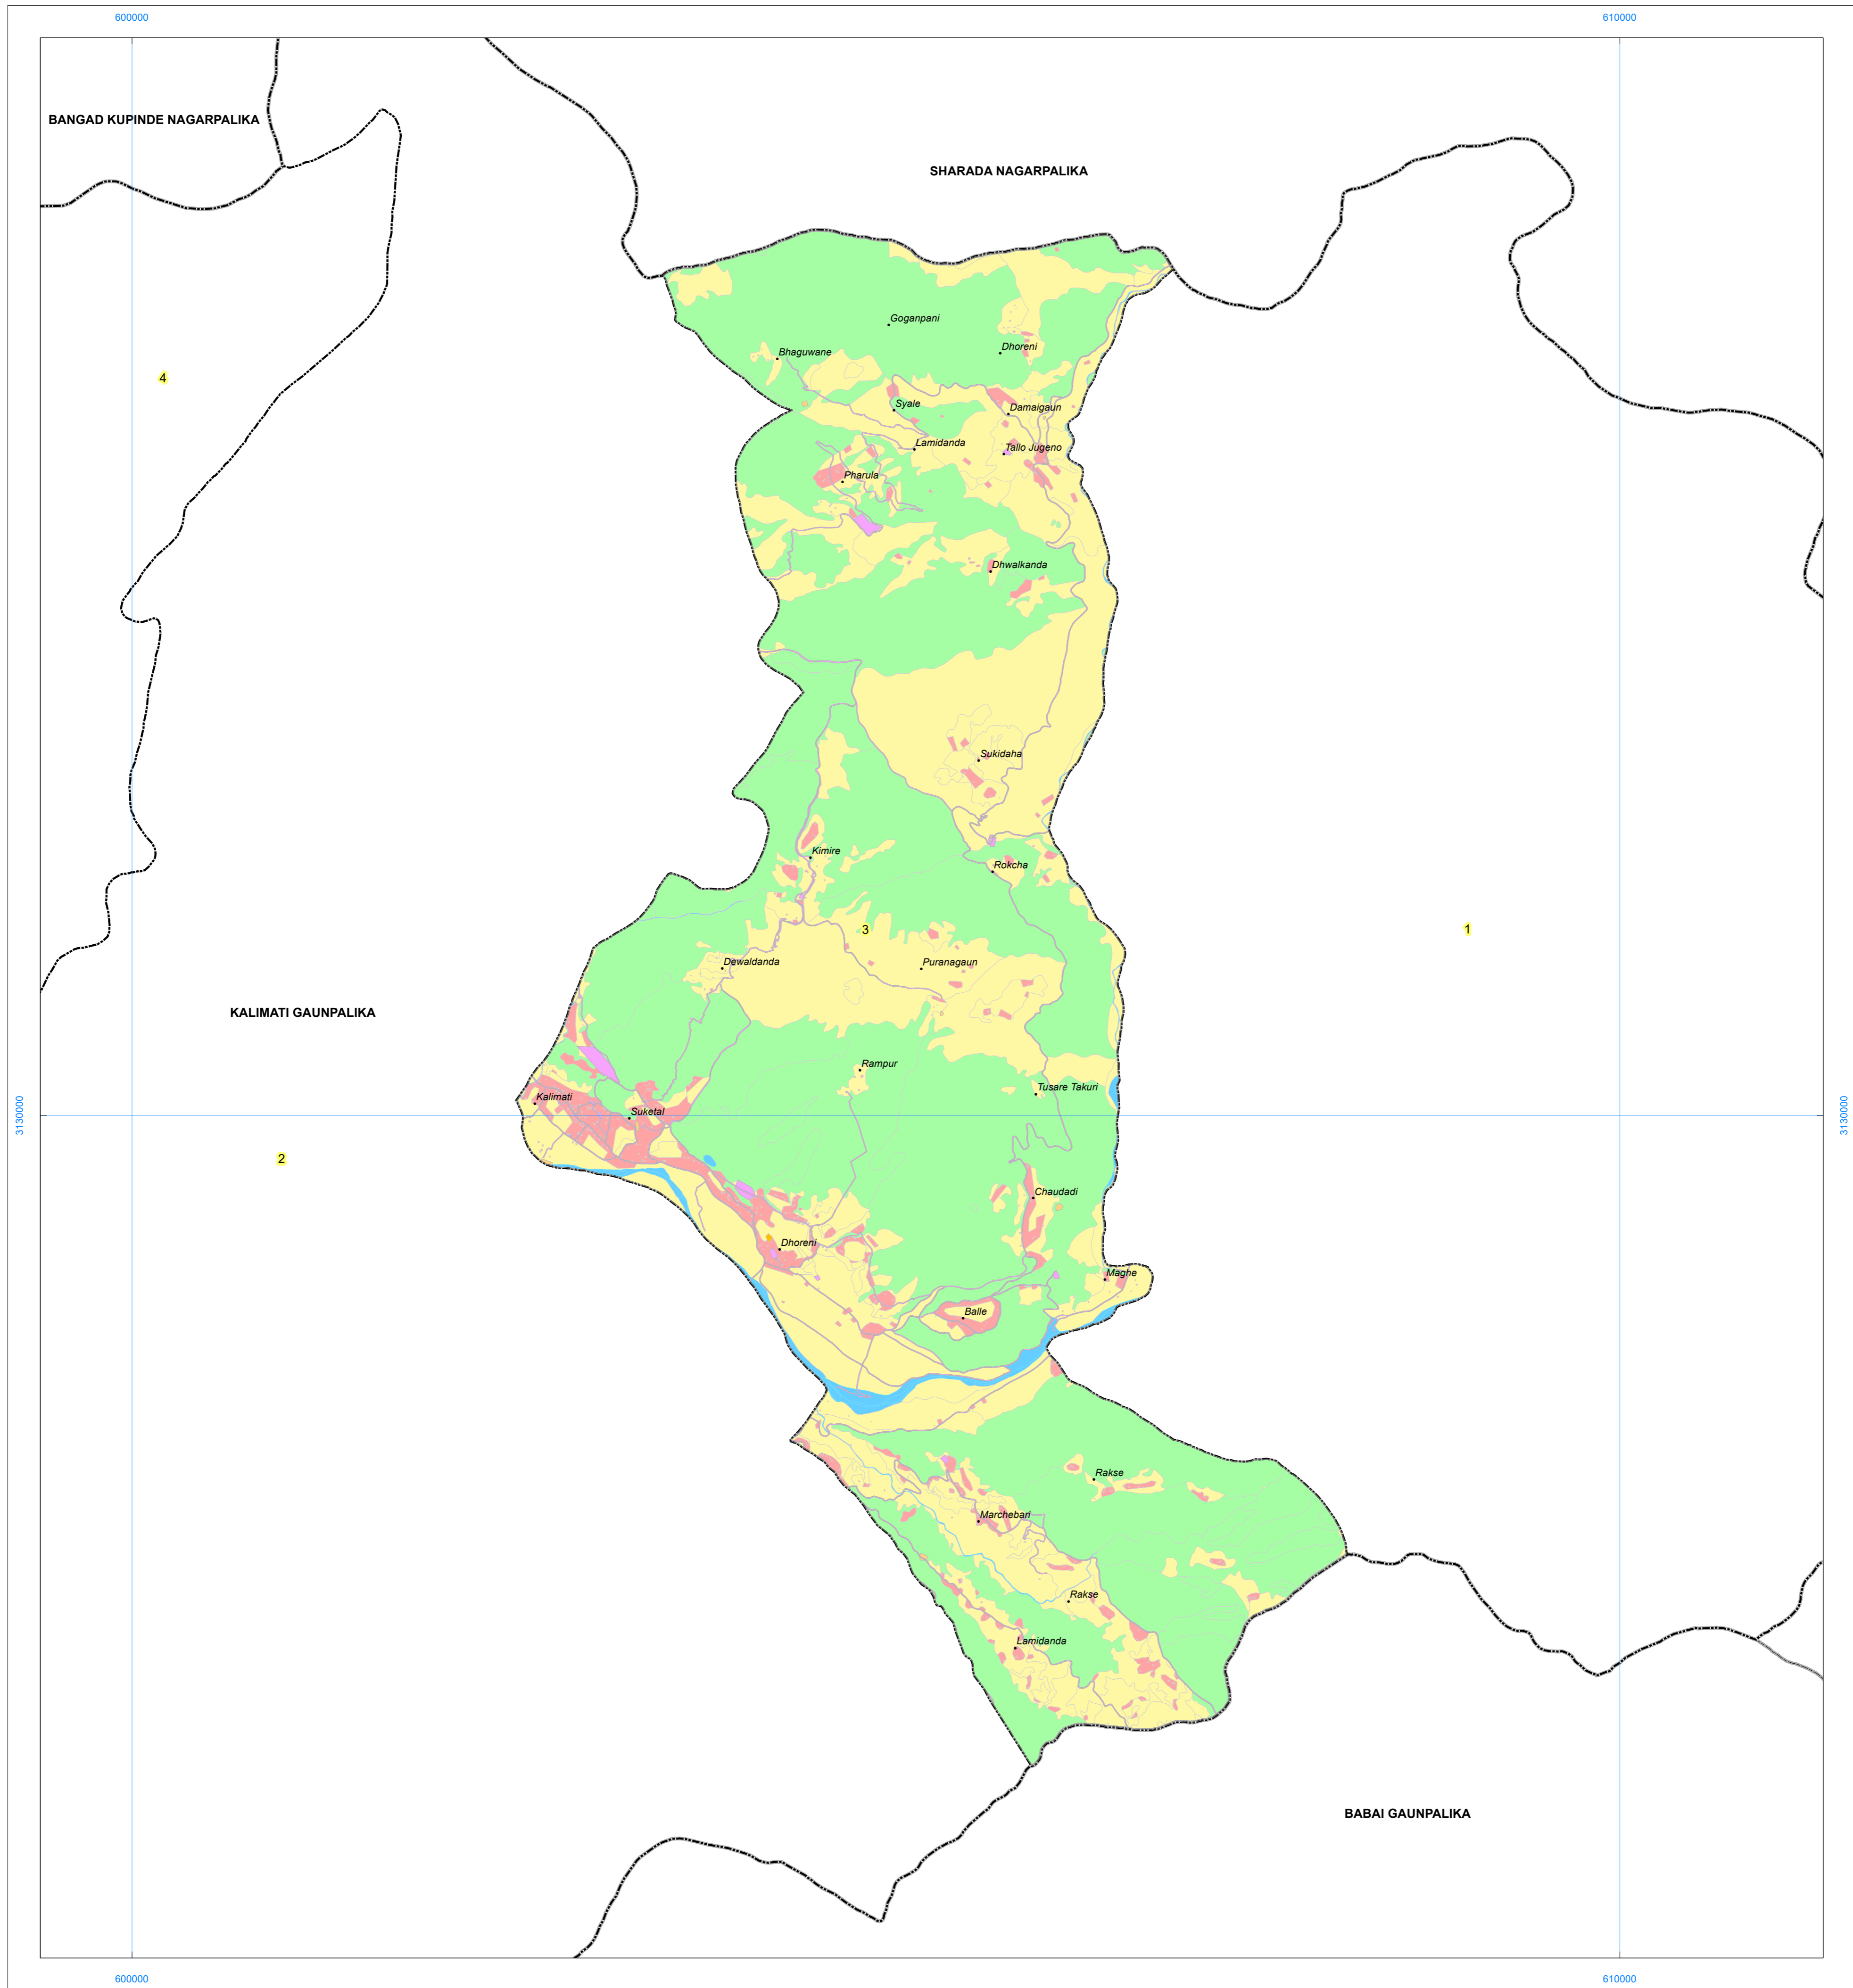 600000
610000
BANGAD KUPINDE NAGARPALIKA
SHARADA NAGARPALIKA
Goganpani
Dhoreni
Bhaguwane
4
Syale
Damaigaun
Lamidanda
Tallo Jugeno
Pharula
Dhwalkanda
Sukidaha
Kimire
Rokcha
3
1
Dewaldanda
Puranagaun
KALIMATI GAUNPALIKA
Rampur
Tusare Takuri
Kalimati
Suketal
3130000
3130000
2
Chaudadi
Dhoreni
Maghe
Balle
Rakse
Marchebari
Rakse
Lamidanda
BABAI GAUNPALIKA
600000
610000